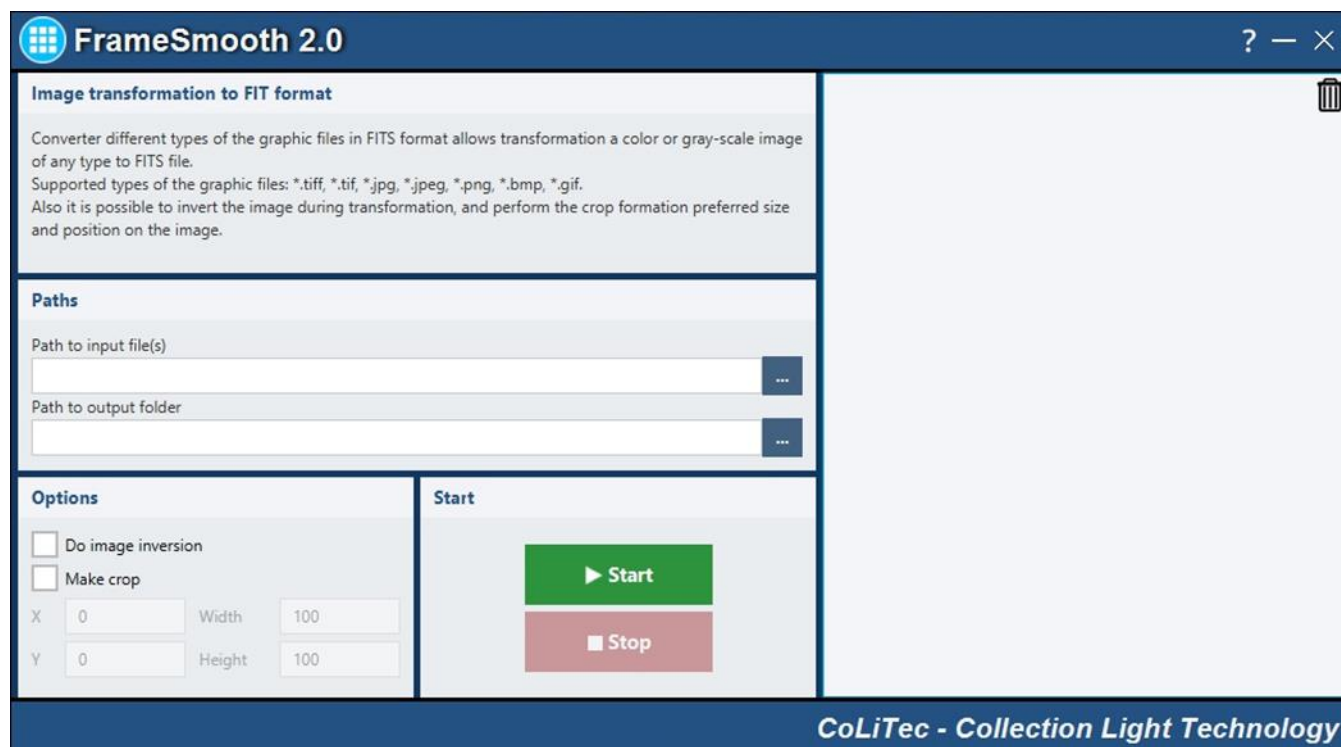 FrameSmooth 2.0
?
Image transformation to FIT format
Converter different types of the graphic files in FITS format allows transformation a color or gray-scale image
of any type to FITS file.
Supported types of the graphic files: *.tiff, *.tif, *.jpg, *.jpeg, *.png, *.bmp, *.gif.
Also it is possible to invert the image during transformation, and perform the crop formation preferred size
and position on the image.
Paths
Path to input file(s)
...
Path to output folder
...
Options
Do image inversion
Make crop
X 0 Width 100
Y 0 Height 100
Start
Start
Stop
CoLiTec - Collection Light Technology